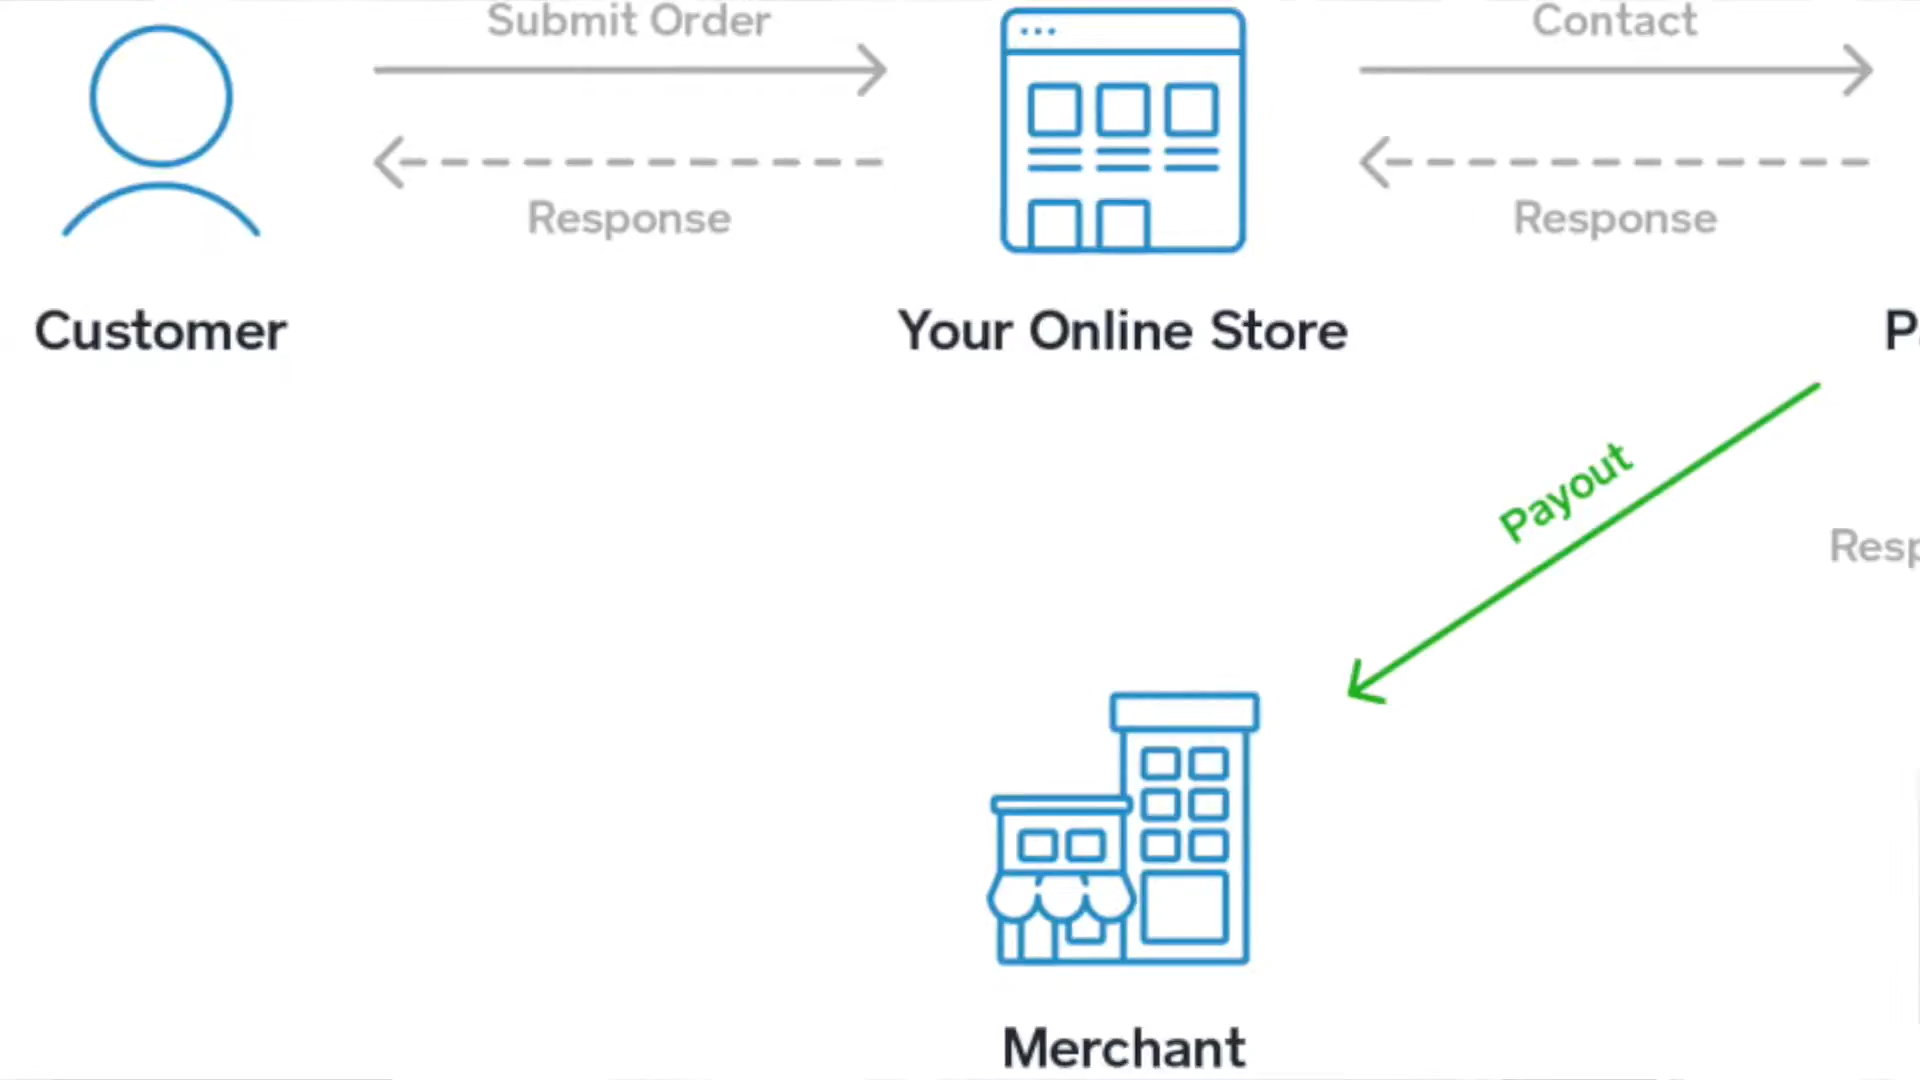 Submit Order
Contact
Response
Response
Customer
Your Online Store
Payout
Merchant